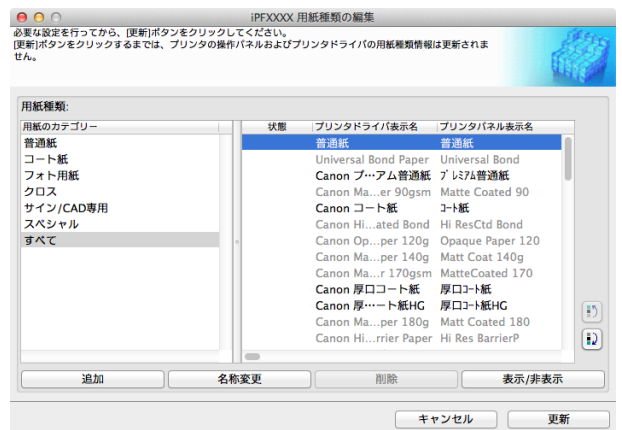 iPFXXXX 用紙種類の編集
必要な設定を行ってから、[更新]ボタンをクリックしてください。
[更新]ボタンをクリックするまでは、プリンタの操作パネルおよびプリンタドライバの用紙種類情報は更新されま
せん。
用紙種類:
用紙のカテゴリー
普通紙
コート紙
フォト用紙
クロス
サイン/CAD専用
スペシャル
すべて
状態 プリンタドライバ表示名 プリンタパネル表示名
普通紙 普通紙
Universal Bond Paper Universal Bond
Canon プ…アム普通紙 プレミアム普通紙
Canon Ma...er 90gsm Matte Coated 90
Canon コート紙 コート紙
Canon Hi...ated Bond Hi ResCtd Bond
Canon Op...per 120g Opaque Paper 120
Canon Ma...per 140g Matt Coat 140g
Canon Ma...r 170gsm MatteCoated 170
Canon 厚口コート紙 厚口コート紙
Canon 厚…ート紙HG 厚口コート紙HG
Canon Ma...per 180g Matt Coated 180
Canon Hi...rrier Paper Hi Res BarrierP
追加 名称変更 削除 表示/非表示
キャンセル 更新